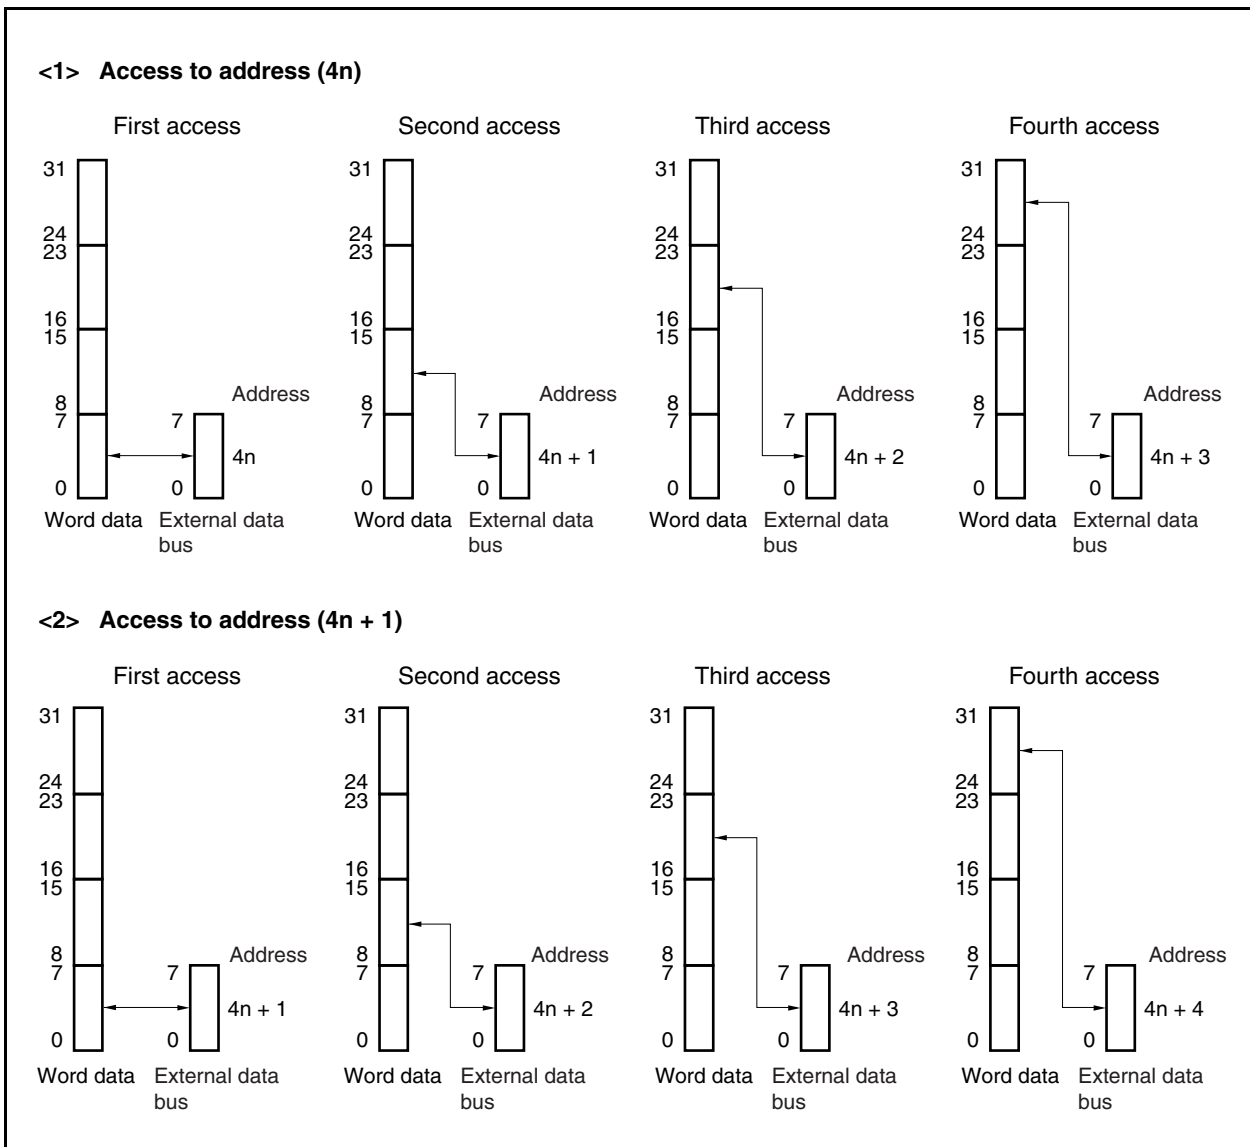 <1> Access to address (4n)
First access Second access Third access Fourth access
31 31 31 31
24 24 24 24
23 23 23 23
16 16 16 16
15 15 15 15
Address Address Address Address
8 8 8 8
7 7 7 7 7 7 7 7
4n 4n + 1 4n + 2 4n + 3
0 0 0 0 0 0 0 0
Word data External data Word data External data Word data External data Word data External data
bus bus bus bus
<2> Access to address (4n + 1)
First access Second access Third access Fourth access
31 31 31 31
24 24 24 24
23 23 23 23
16 16 16 16
15 15 15 15
8 Address 8 Address 8 Address 8 Address
7 7 7 7 7 7 7 7
4n + 1 4n + 2 4n + 3 4n + 4
0 0 0 0 0 0 0 0
Word data External data Word data External data Word data External data Word data External data
bus bus bus bus